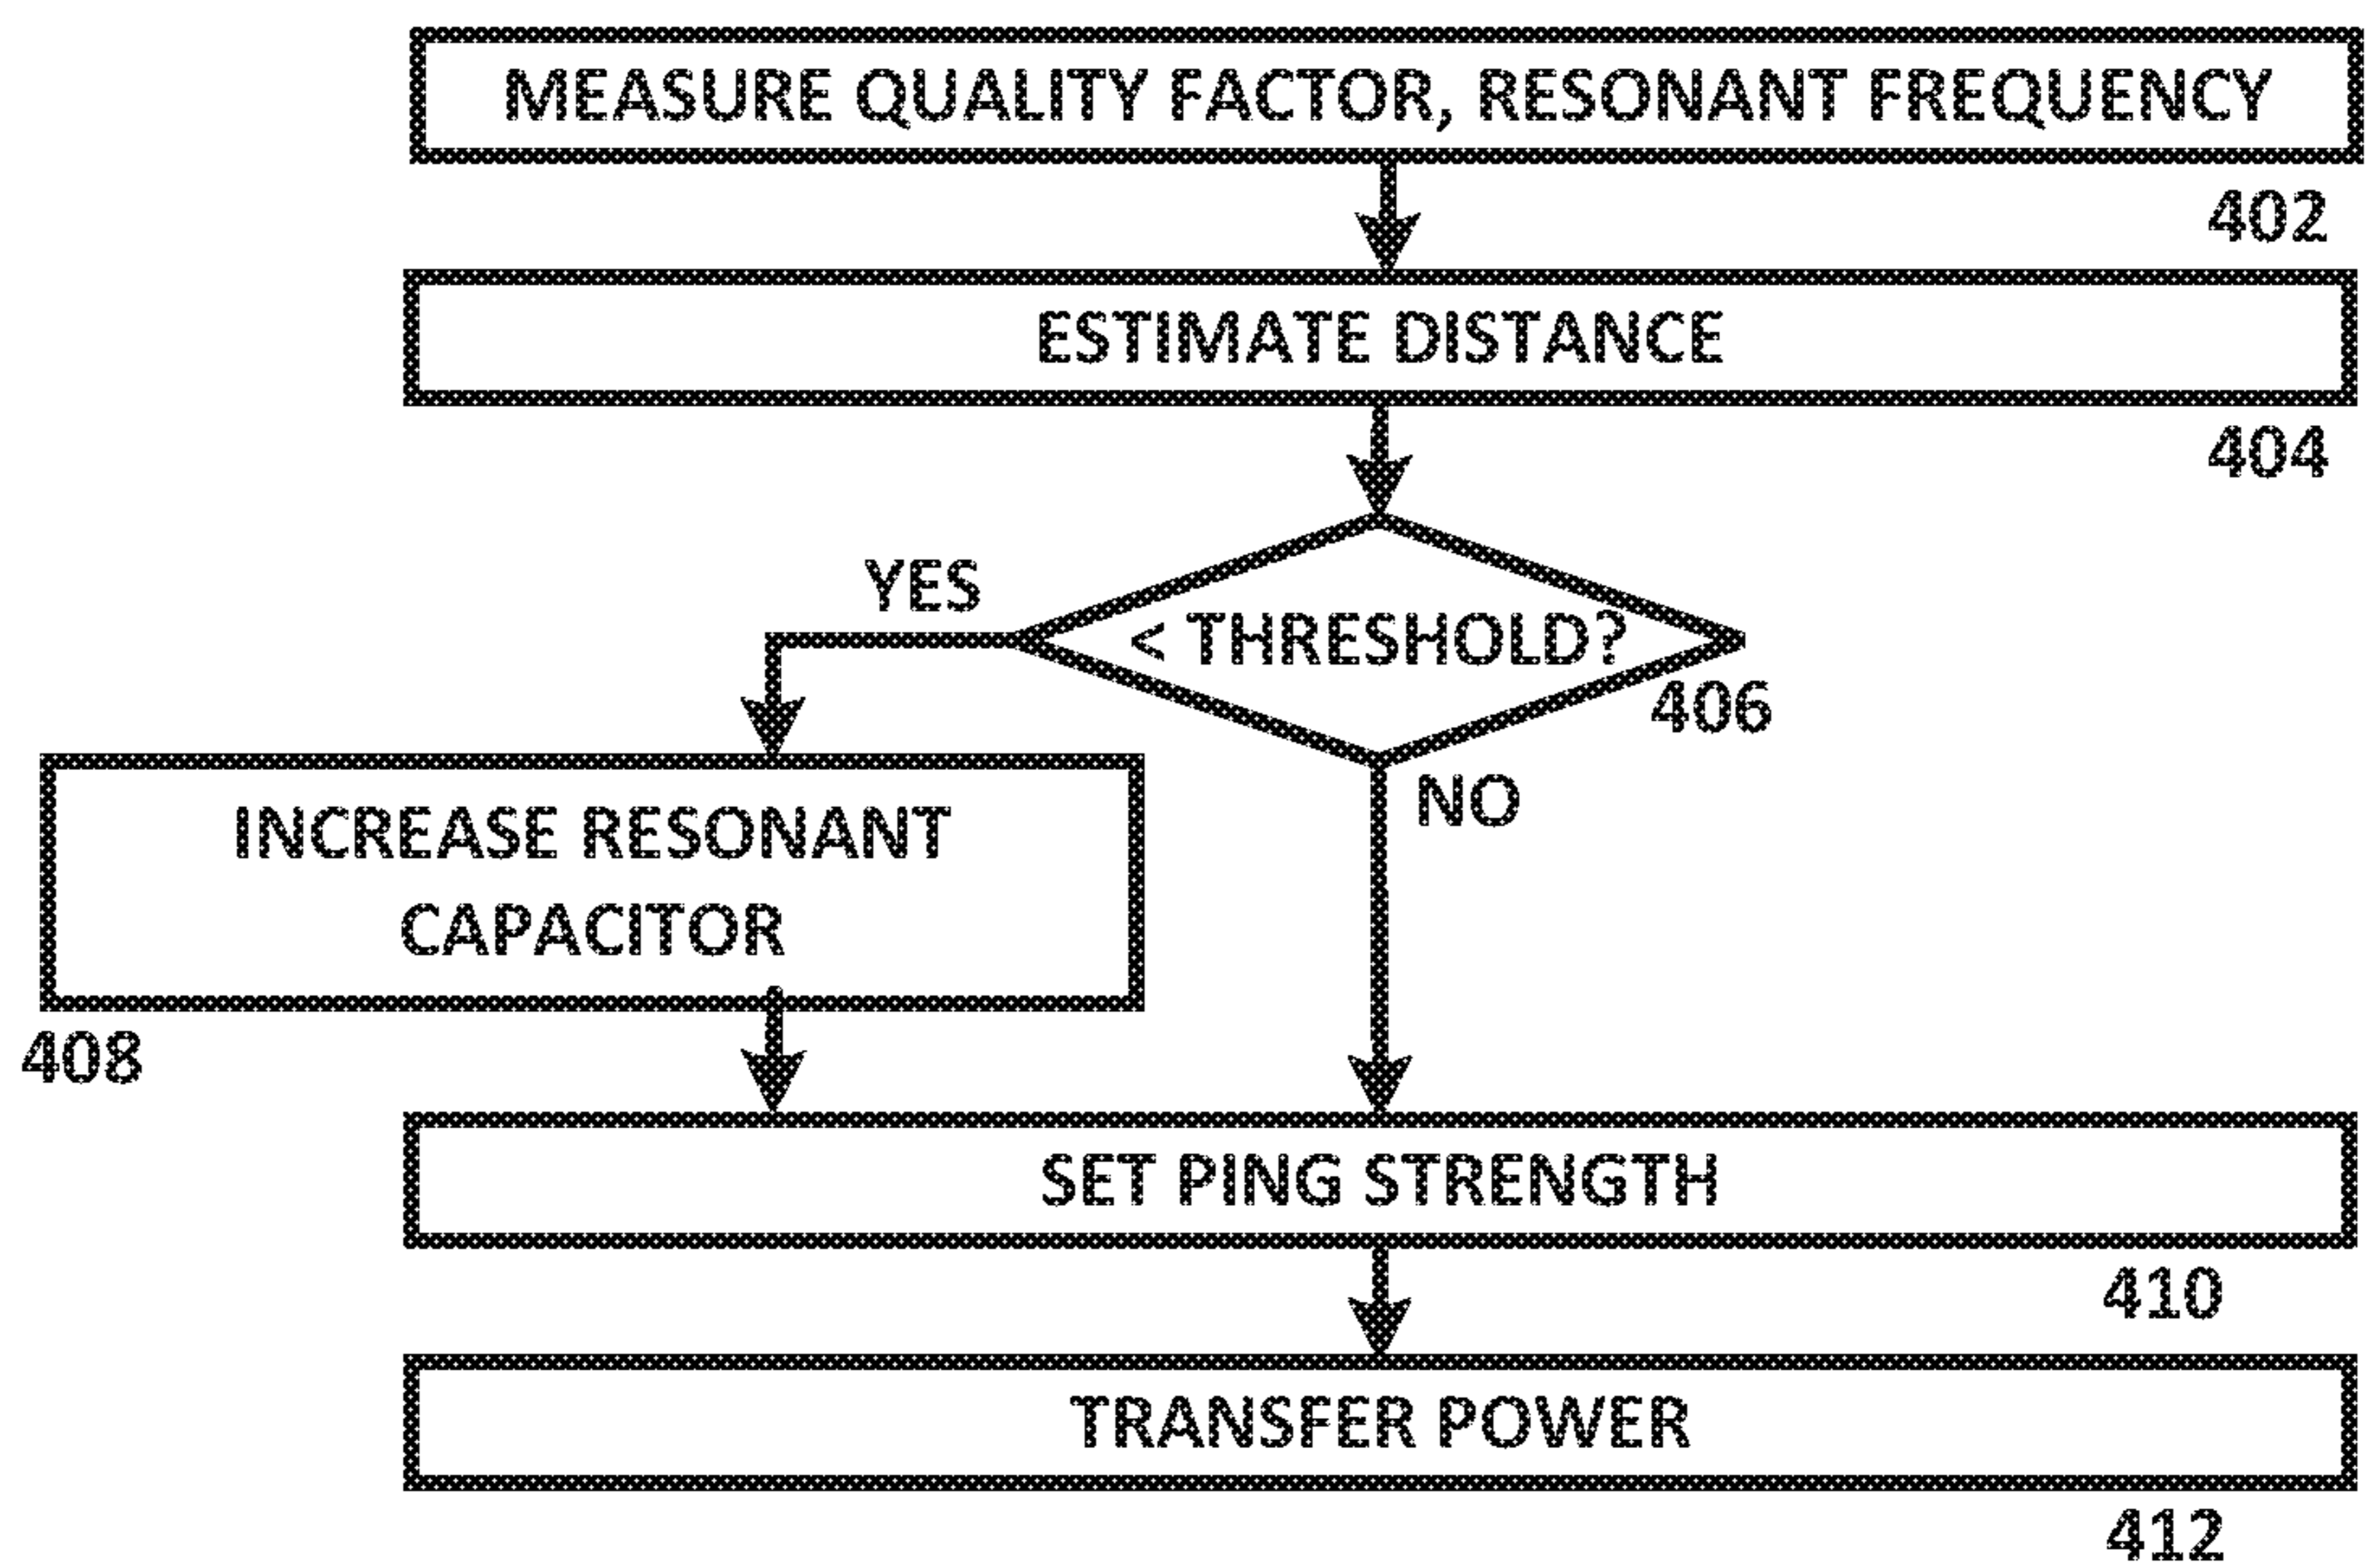 MEASURE QUALITY FACTOR, RESONANT FREQUENCY
402
ESTIMATE DISTANCE
404
YES
< THRESHOLD?
406
NO
INCREASE RESONANT
CAPACITOR
408
SET PING STRENGTH
410
TRANSFER POWER
412